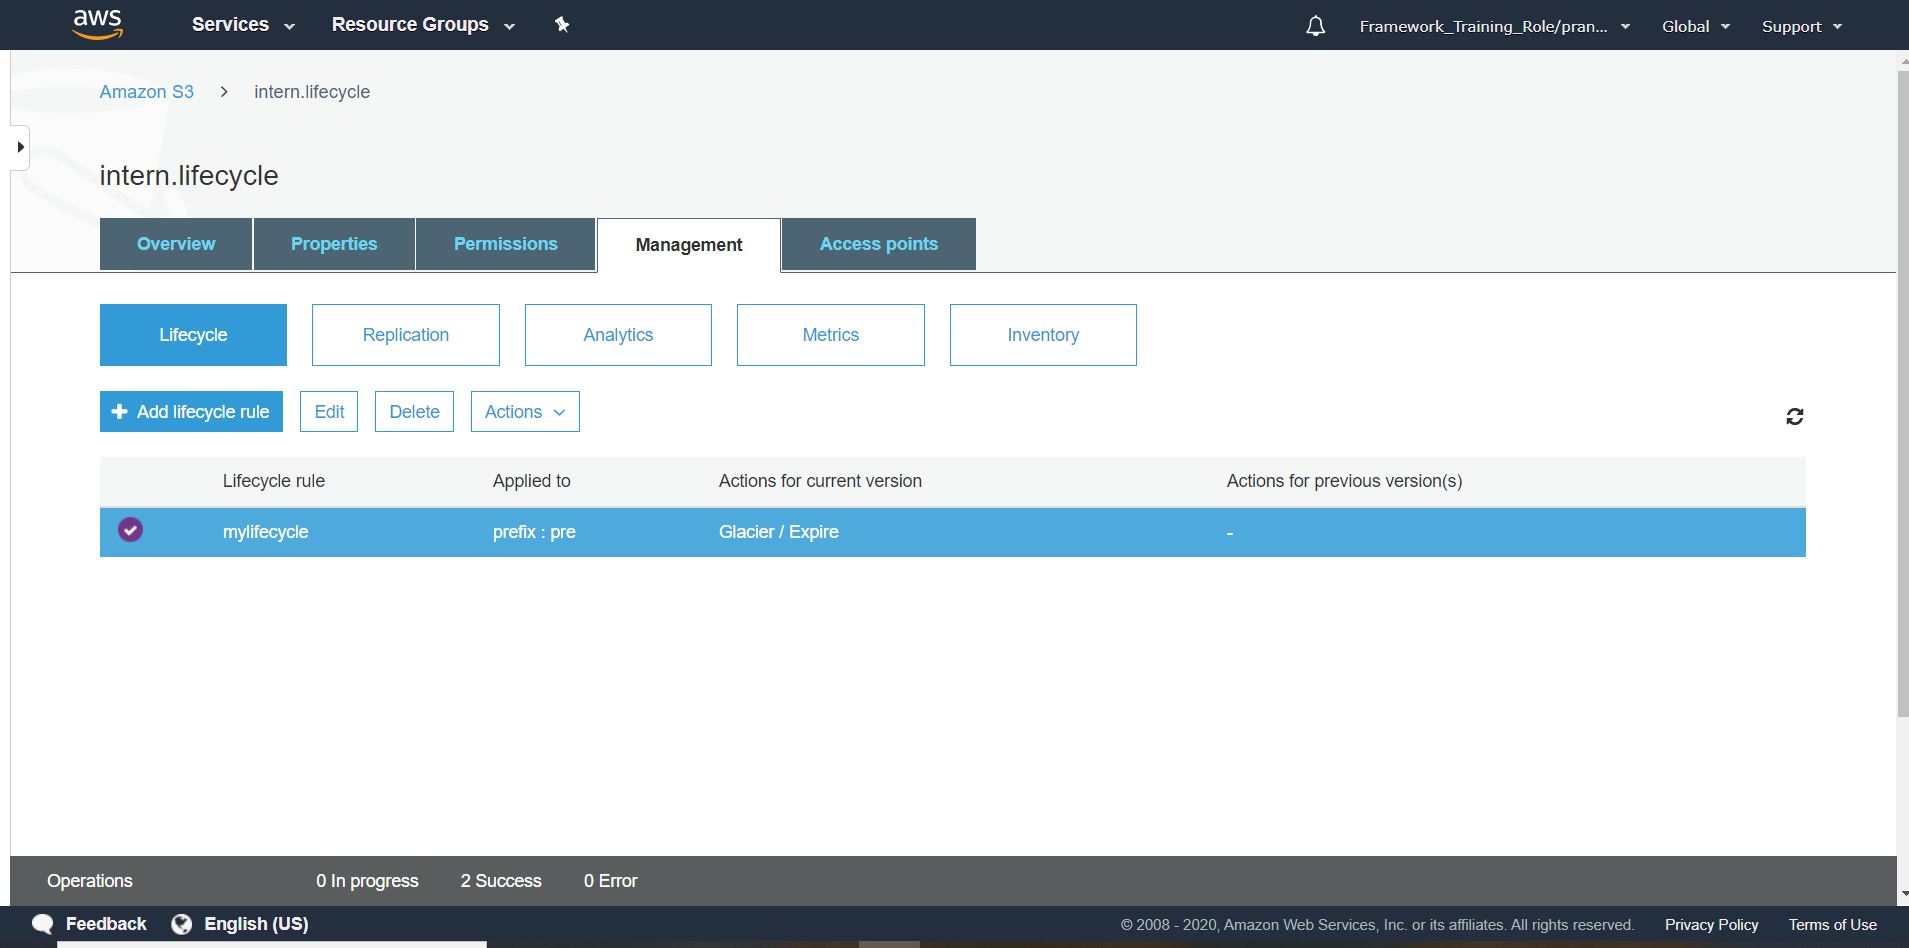 aws Services Resource Groups Framework_Training_Role/pran... Global Support
Amazon S3 > intern.lifecycle
intern.lifecycle
Overview Properties Permissions Management Access points
Lifecycle Replication Analytics Metrics Inventory
+ Add lifecycle rule Edit Delete Actions
Lifecycle rule Applied to Actions for current version Actions for previous version(s)
mylifecycle prefix : pre Glacier / Expire -
Operations 0 In progress 2 Success 0 Error
Feedback English (US) © 2008 - 2020, Amazon Web Services, Inc. or its affiliates. All rights reserved. Privacy Policy Terms of Use